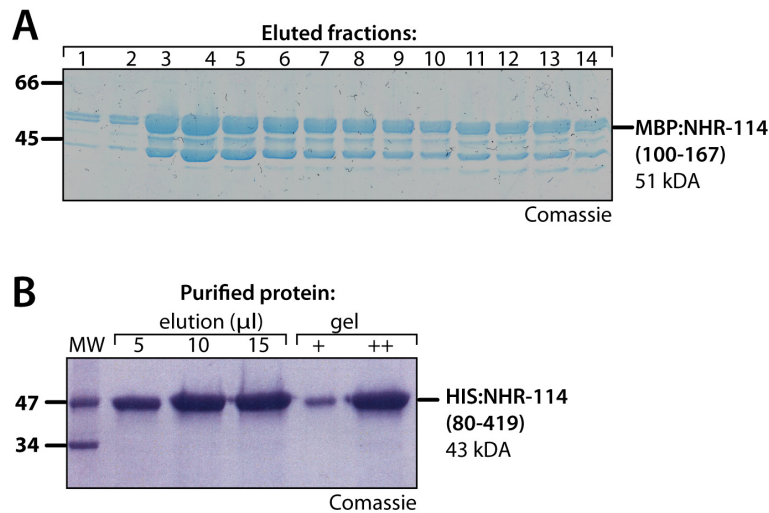 A
Eluted fractions:
1 2 3 4 5 6 7 8 9 10 11 12 13 14
66
45
MBP:NHR-114
(100-167)
51 kDA
Comassie
B
Purified protein:
elution (µl) gel
MW 5 10 15 + ++
47
34
HIS:NHR-114
(80-419)
43 kDA
Comassie